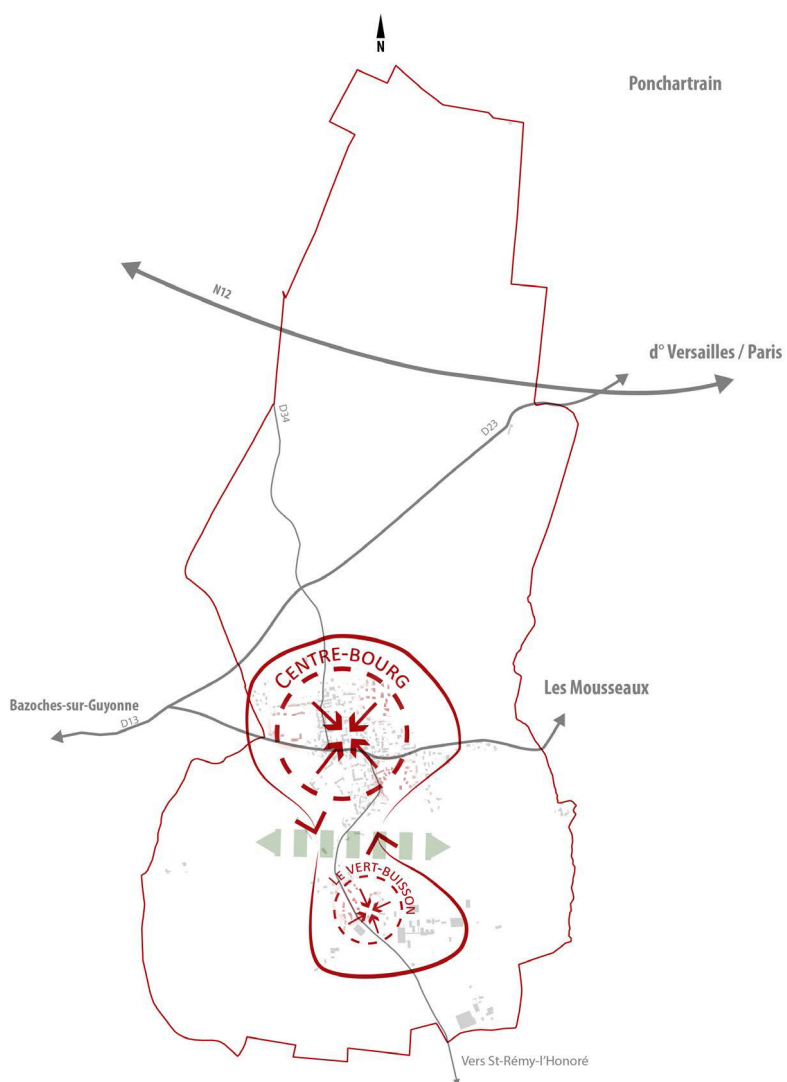 N
Ponchartrain
N12
d° Versailles / Paris
D34
D23
CENTRE-BOURG
Les Mousseaux
Bazoches-sur-Guyonne
D13
LE VERT-BUISSON
Vers St-Rémy-l'Honoré